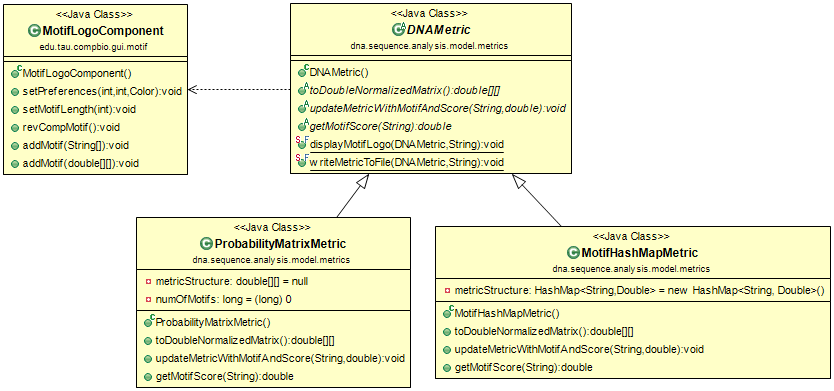 <<Java Class>>
MotifLogoComponent
edu.tau.compbio.gui.motif
MotifLogoComponent()
setPreferences(int,int,Color):void
setMotifLength(int):void
revCompMotif():void
addMotif(String[]):void
addMotif(double[][]):void
<<Java Class>>
DNAMetric
dna.sequence.analysis.model.metrics
DNAMetric()
toDoubleNormalizedMatrix():double[][]
updateMetricWithMotifAndScore(String,double):void
getMotifScore(String):double
displayMotifLogo(DNAMetric,String):void
writeMetricToFile(DNAMetric,String):void
<<Java Class>>
ProbabilityMatrixMetric
dna.sequence.analysis.model.metrics
metricStructure: double[][] = null
numOfMotifs: long = (long) 0
ProbabilityMatrixMetric()
toDoubleNormalizedMatrix():double[][]
updateMetricWithMotifAndScore(String,double):void
getMotifScore(String):double
<<Java Class>>
MotifHashMapMetric
dna.sequence.analysis.model.metrics
metricStructure: HashMap<String,Double> = new HashMap<String, Double>()
MotifHashMapMetric()
toDoubleNormalizedMatrix():double[][]
updateMetricWithMotifAndScore(String,double):void
getMotifScore(String):double